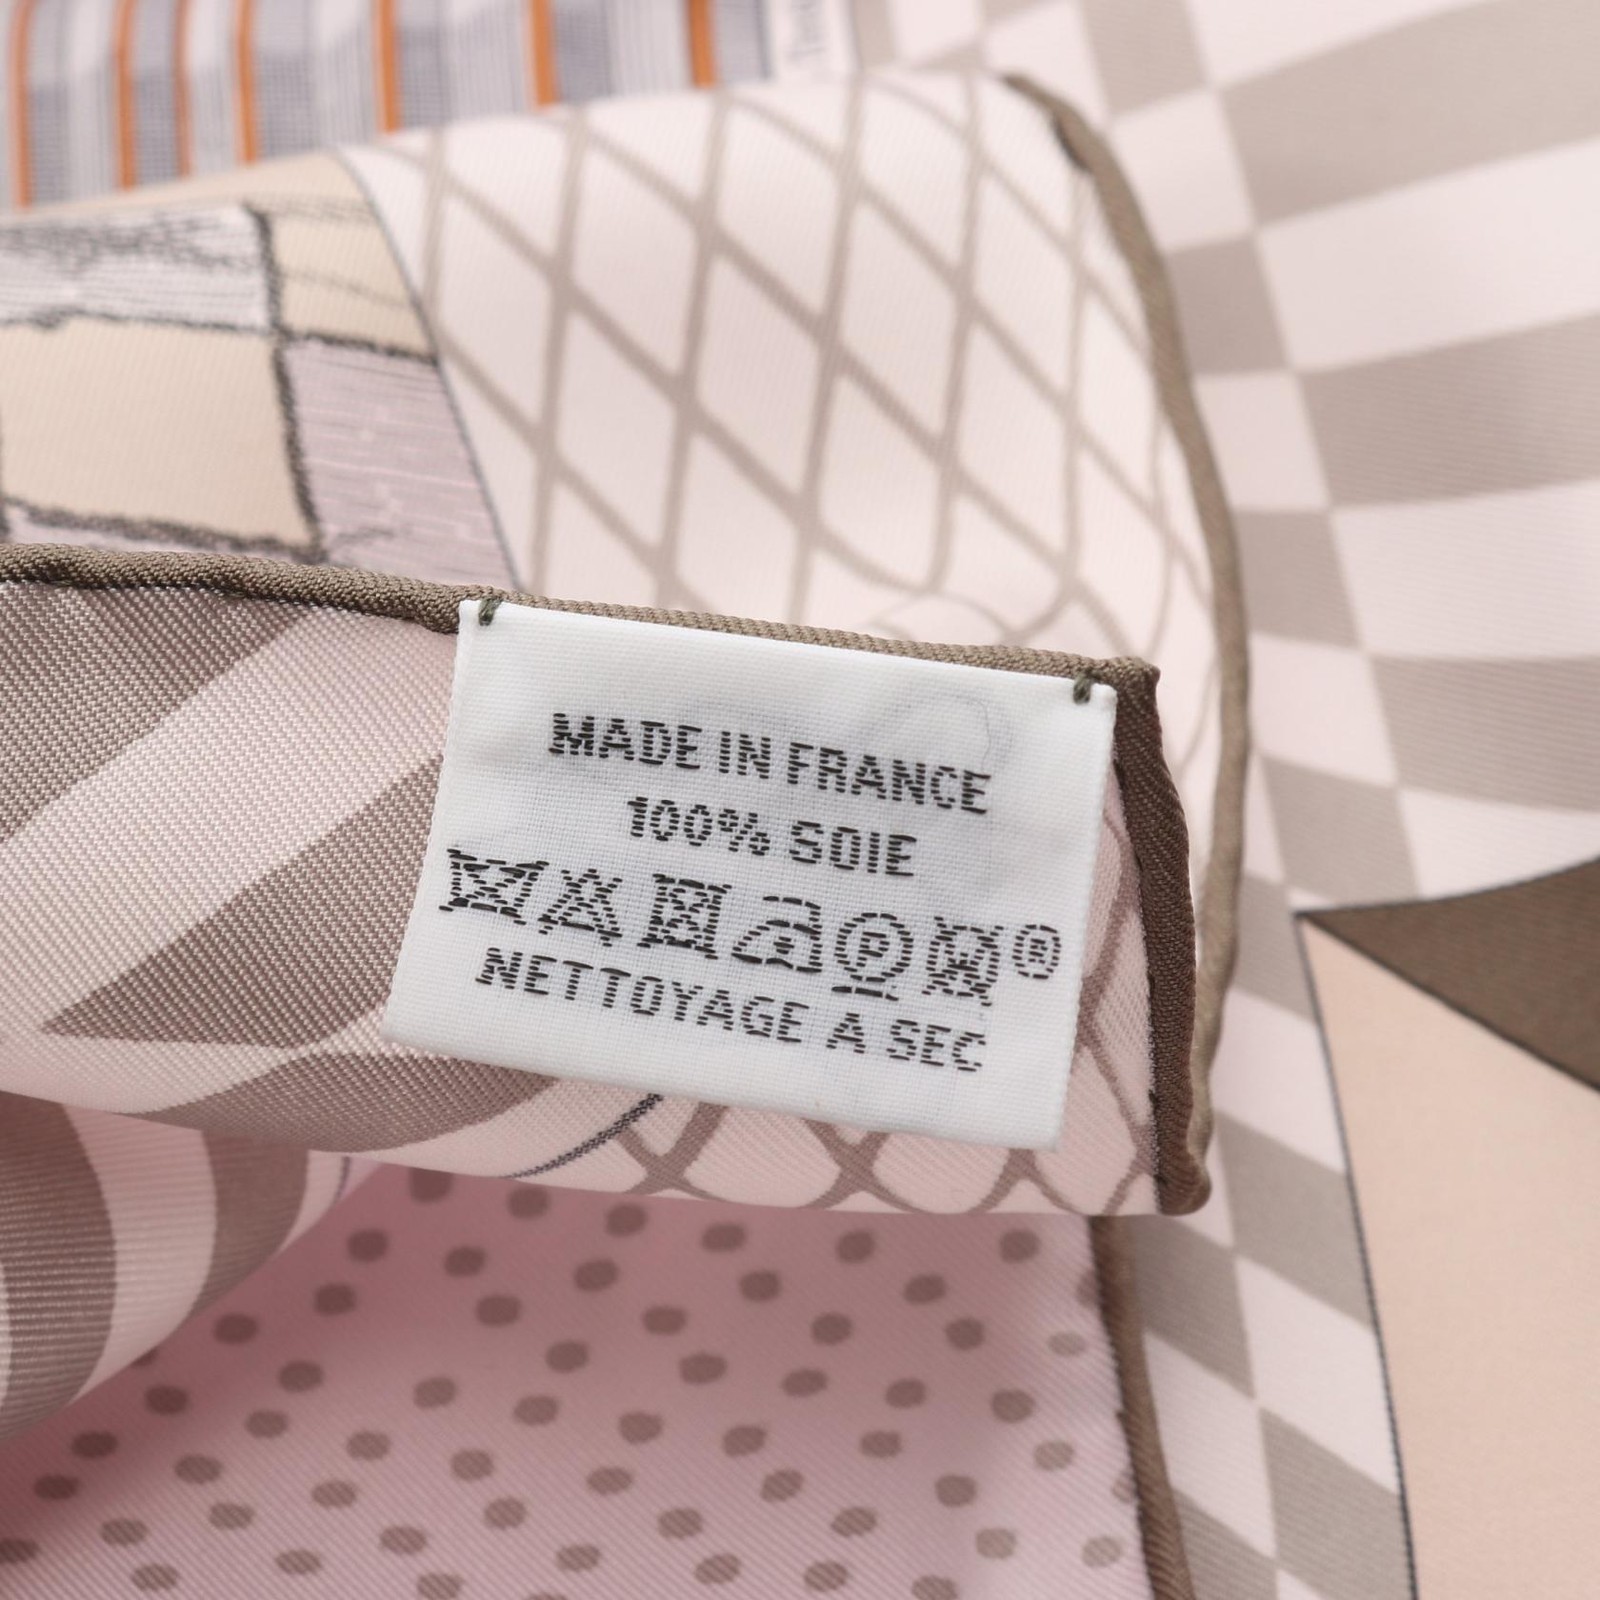 MADE IN FRANCE
100% SOIE
P ®
NETTOYAGE A SEC